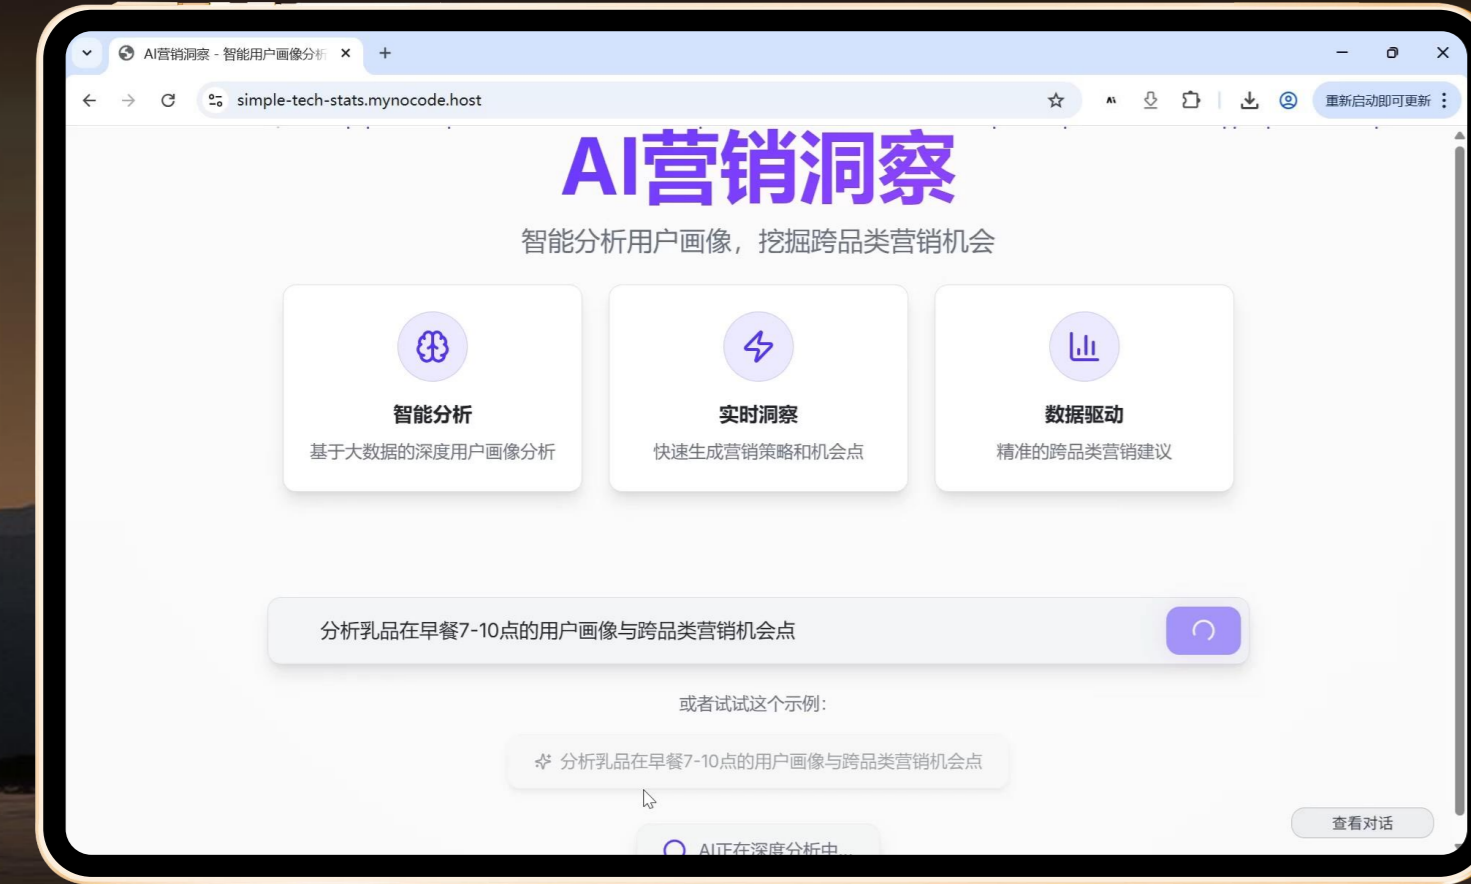 AI营销洞察 - 智能用户画像分析
simple-tech-stats.mynocode.host
重新启动即可更新
AI营销洞察
智能分析用户画像，挖掘跨品类营销机会
智能分析
基于大数据的深度用户画像分析
实时洞察
快速生成营销策略和机会点
数据驱动
精准的跨品类营销建议
分析乳品在早餐7-10点的用户画像与跨品类营销机会点
或者试试这个示例：
分析乳品在早餐7-10点的用户画像与跨品类营销机会点
查看对话
AI正在深度分析中...